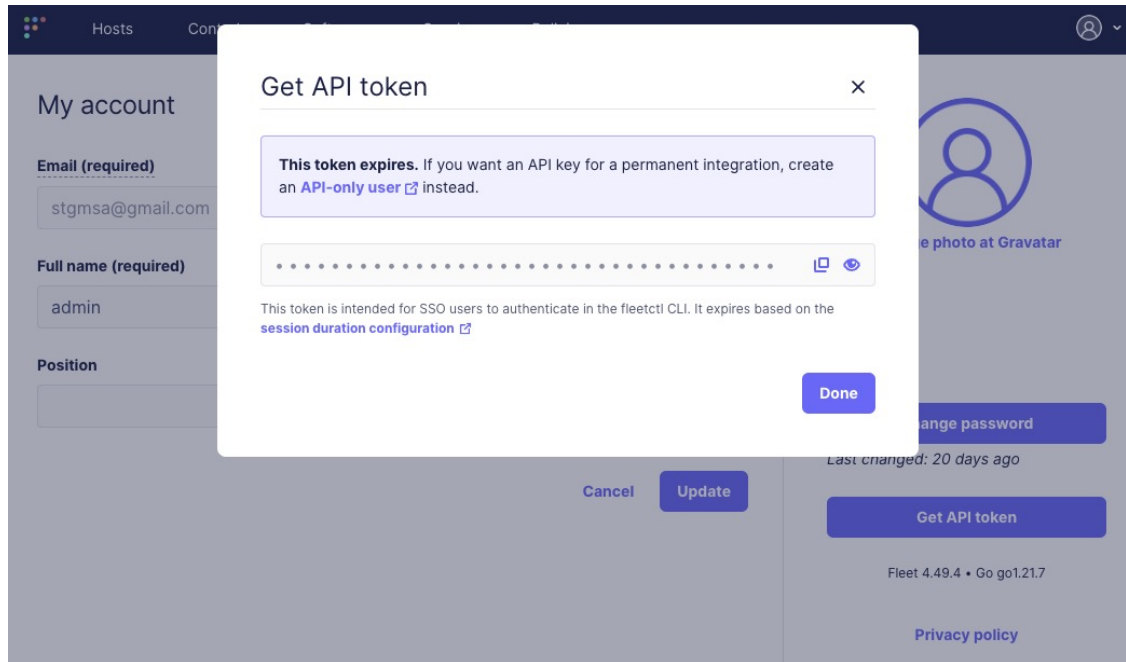 Hosts
Get API token
This token expires. If you want an API key for a permanent integration, create
an API-only user instead.
This token is intended for SSO users to authenticate in the fleetctl CLI. It expires based on the
session duration configuration
Done
My account
Email (required)
stgmsa@gmail.com
Full name (required)
admin
Position
photo at Gravatar
password
Last changed: 20 days ago
Cancel
Update
Get API token
Fleet 4.49.4 • Go go1.21.7
Privacy policy